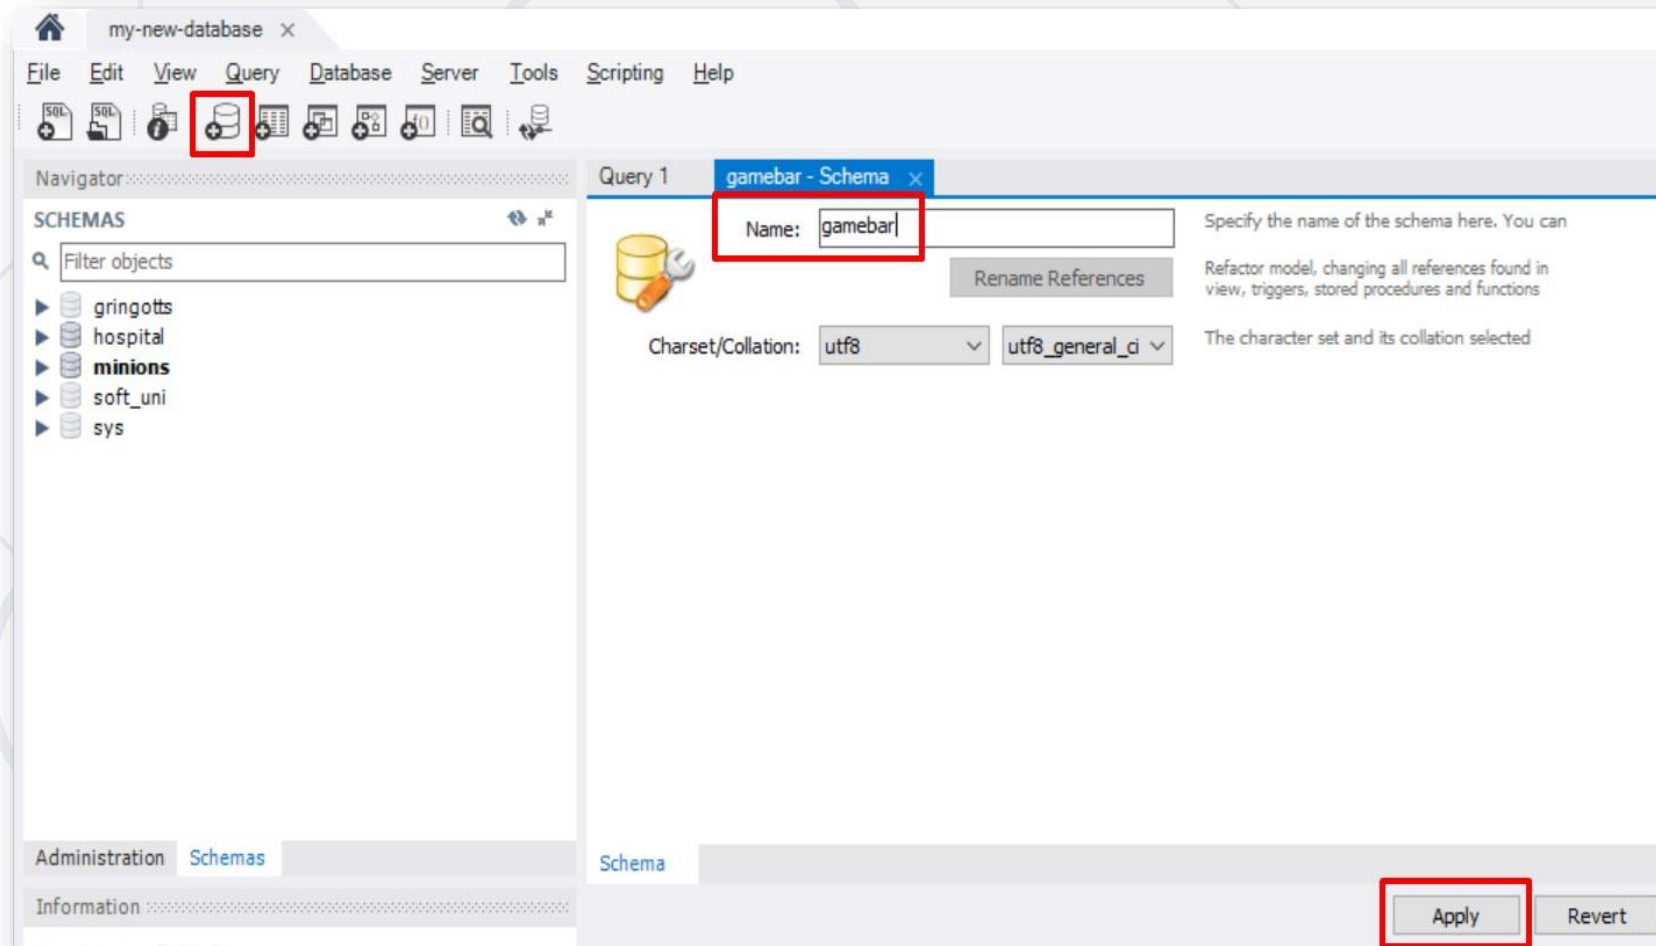 my-new-database
File Edit View Query Database Server Tools Scripting Help
SQL SQL
Navigator
SCHEMAS
Filter objects
gringotts
hospital
minions
soft_uni
sys
Administration Schemas
Information
Query 1 gamebar - Schema
Name: gamebar
Specify the name of the schema here. You can
Rename References
Refactor model, changing all references found in
view, triggers, stored procedures and functions
Charset/Collation: utf8 utf8_general_ci
The character set and its collation selected
Schema
Apply Revert